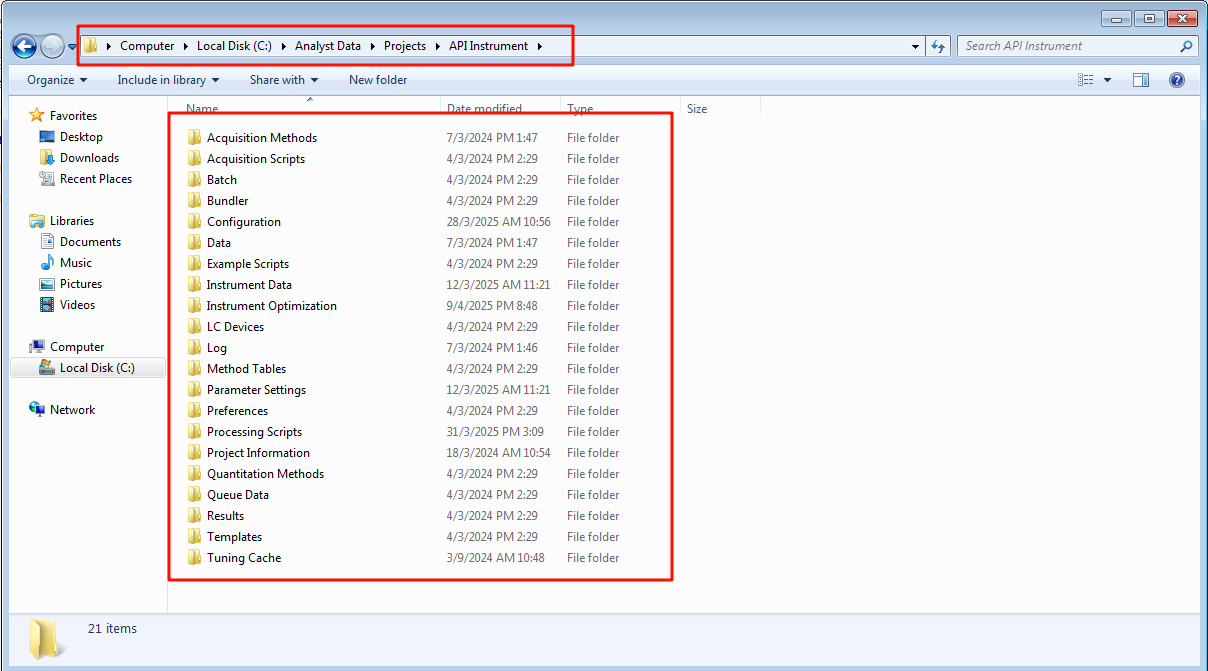 Computer Local Disk (C:) Analyst Data Projects API Instrument Search API Instrument
Organize Include in library Share with New folder
Name Date modified Type Size
Favorites
Desktop
Downloads
Recent Places
Libraries
Documents
Music
Pictures
Videos
Computer
Local Disk (C:)
Network
Acquisition Methods 7/3/2024 PM 1:47 File folder
Acquisition Scripts 4/3/2024 PM 2:29 File folder
Batch 4/3/2024 PM 2:29 File folder
Bundler 4/3/2024 PM 2:29 File folder
Configuration 28/3/2025 AM 10:56 File folder
Data 7/3/2024 PM 1:47 File folder
Example Scripts 4/3/2024 PM 2:29 File folder
Instrument Data 12/3/2025 AM 11:21 File folder
Instrument Optimization 9/4/2025 PM 8:48 File folder
LC Devices 4/3/2024 PM 2:29 File folder
Log 7/3/2024 PM 1:46 File folder
Method Tables 4/3/2024 PM 2:29 File folder
Parameter Settings 12/3/2025 AM 11:21 File folder
Preferences 4/3/2024 PM 2:29 File folder
Processing Scripts 31/3/2025 PM 3:09 File folder
Project Information 18/3/2024 AM 10:54 File folder
Quantitation Methods 4/3/2024 PM 2:29 File folder
Queue Data 4/3/2024 PM 2:29 File folder
Results 4/3/2024 PM 2:29 File folder
Templates 4/3/2024 PM 2:29 File folder
Tuning Cache 3/9/2024 AM 10:48 File folder
21 items